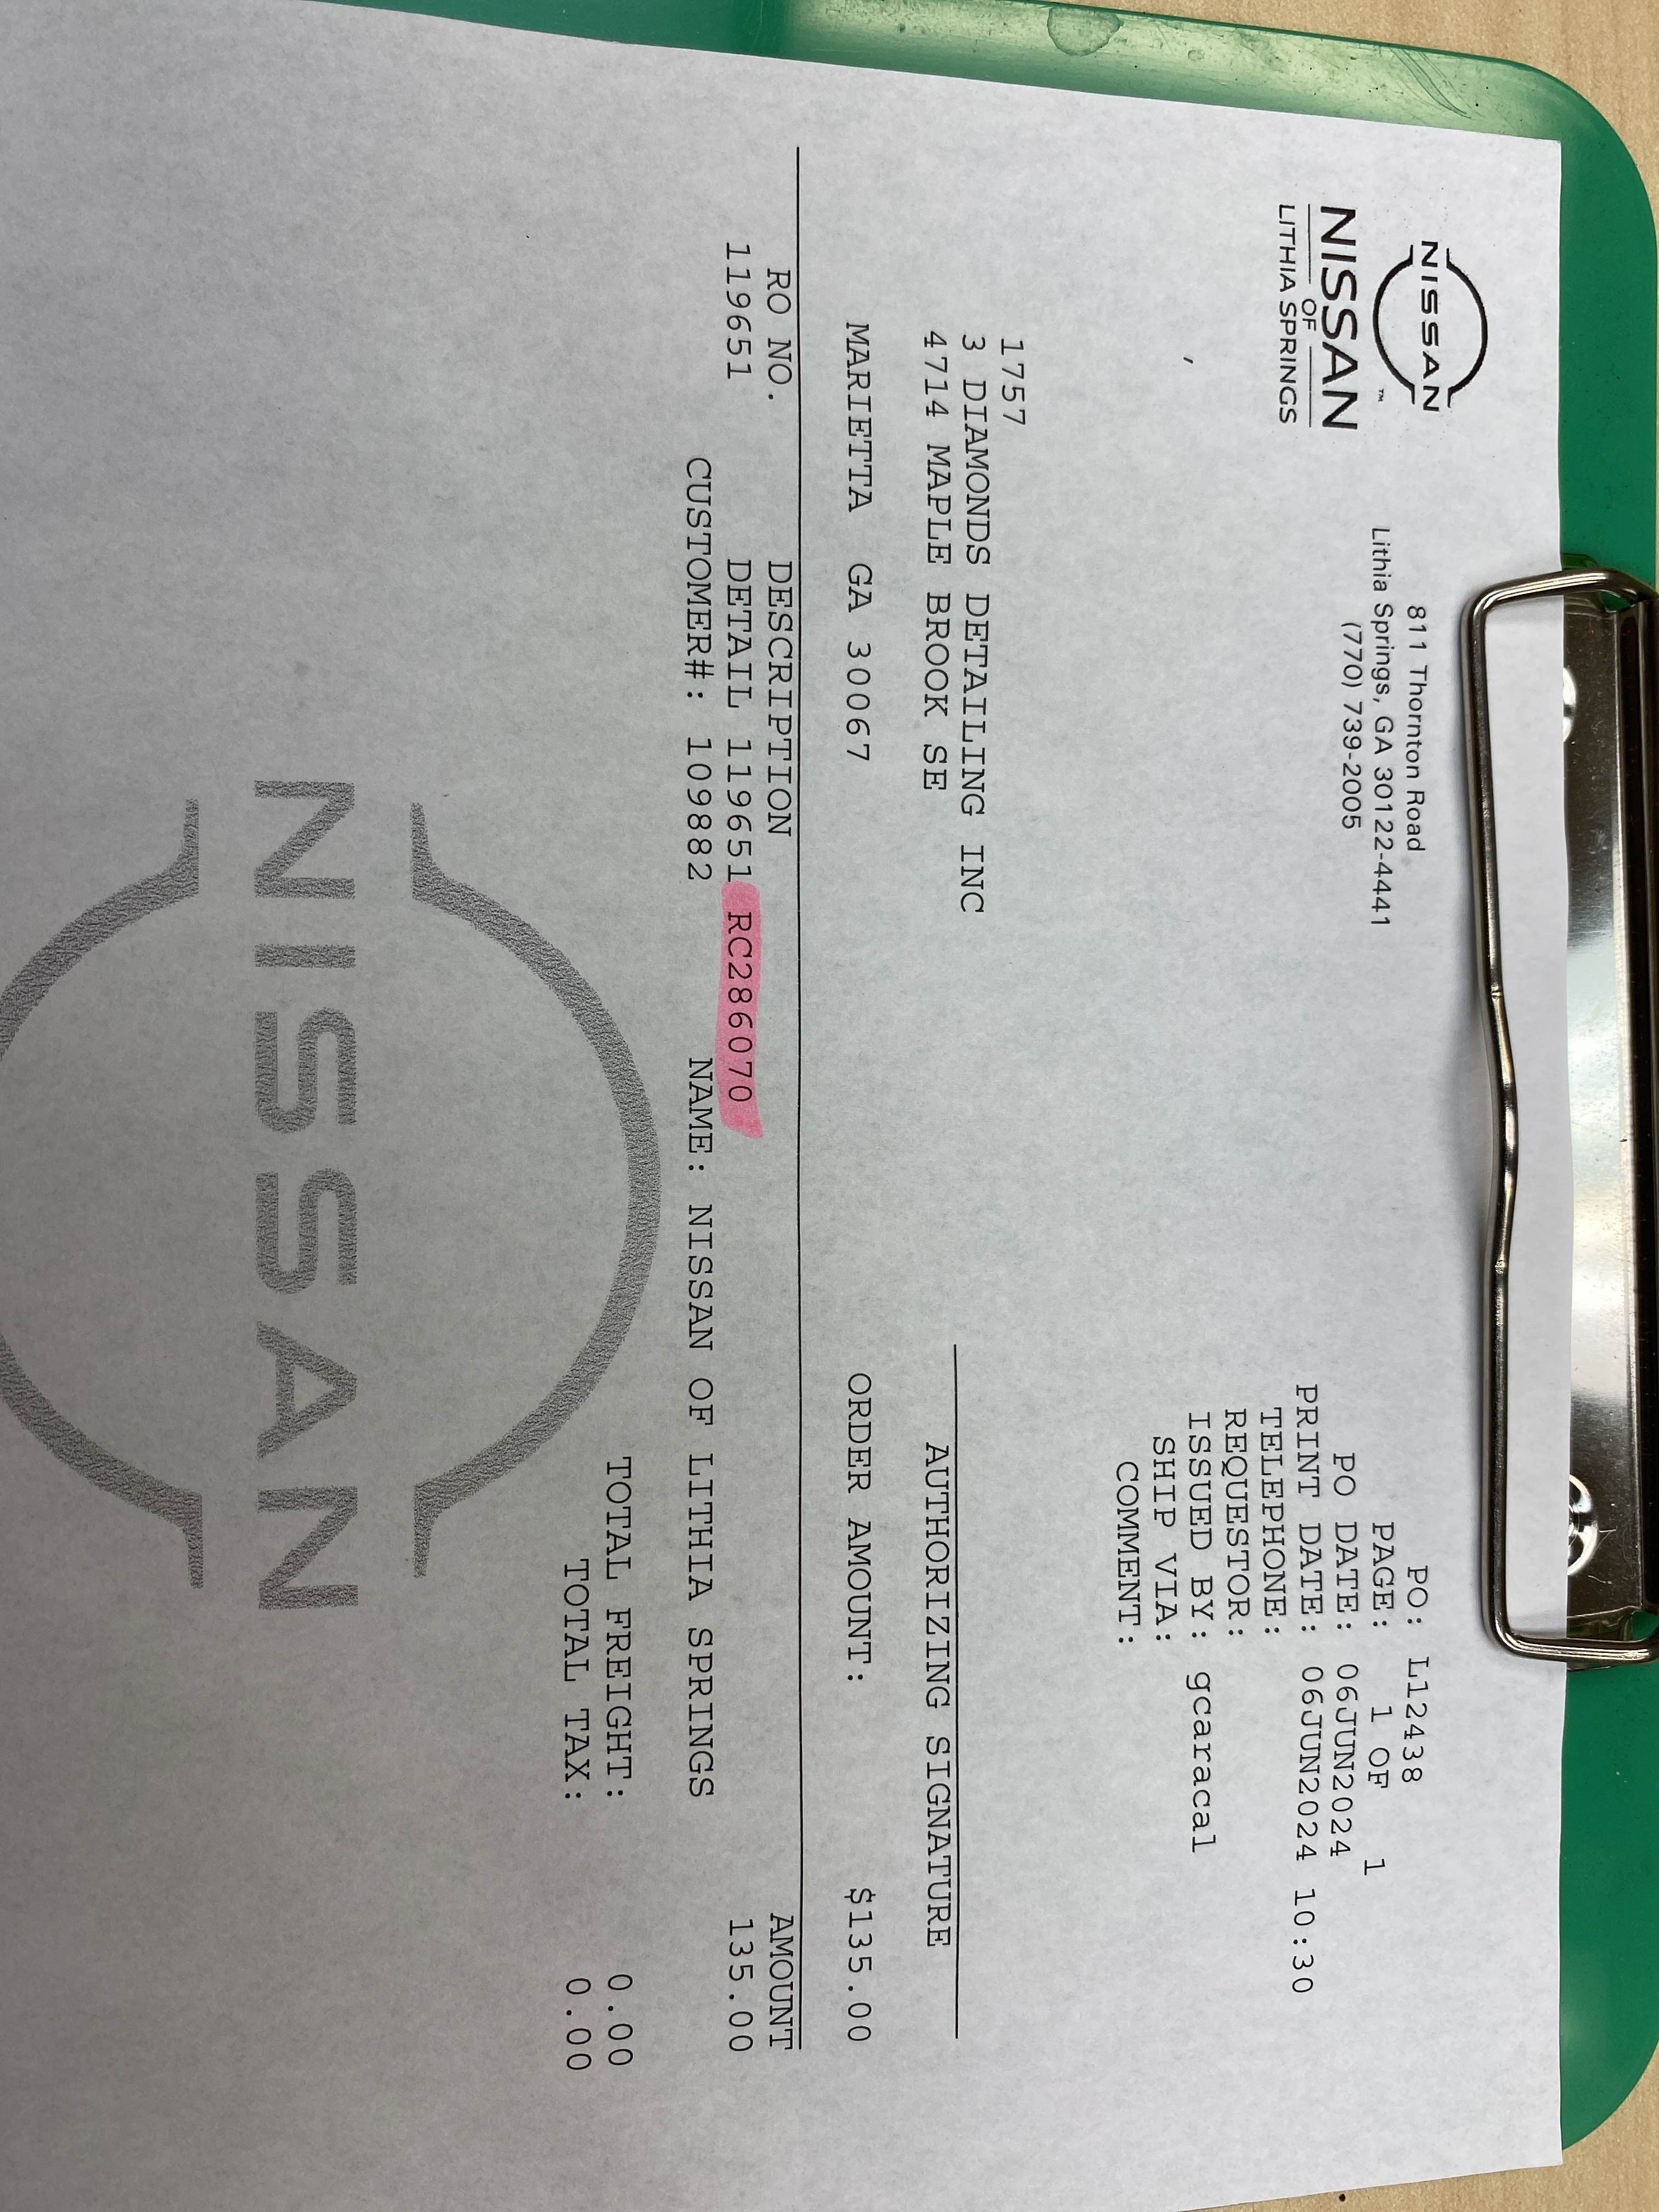 NISSAN
NISSAN
OF
LITHIA SPRINGS
™
811 Thornton Road
Lithia Springs, GA 30122-4441
(770) 739-2005
PO: L12438
PAGE: 1 OF 1
PO DATE: 06JUN2024
PRINT DATE: 06JUN2024 10:30
TELEPHONE:
REQUESTOR:
ISSUED BY: gcaracal
SHIP VIA:
COMMENT:
1757
3 DIAMONDS DETAILING INC
4714 MAPLE BROOK SE
MARIETTA GA 30067
AUTHORIZING SIGNATURE
ORDER AMOUNT: $135.00
RO NO. DESCRIPTION AMOUNT
119651 DETAIL 119651 RC286070 135.00
CUSTOMER#: 109882 NAME: NISSAN OF LITHIA SPRINGS
TOTAL FREIGHT: 0.00
TOTAL TAX: 0.00
NISSAN